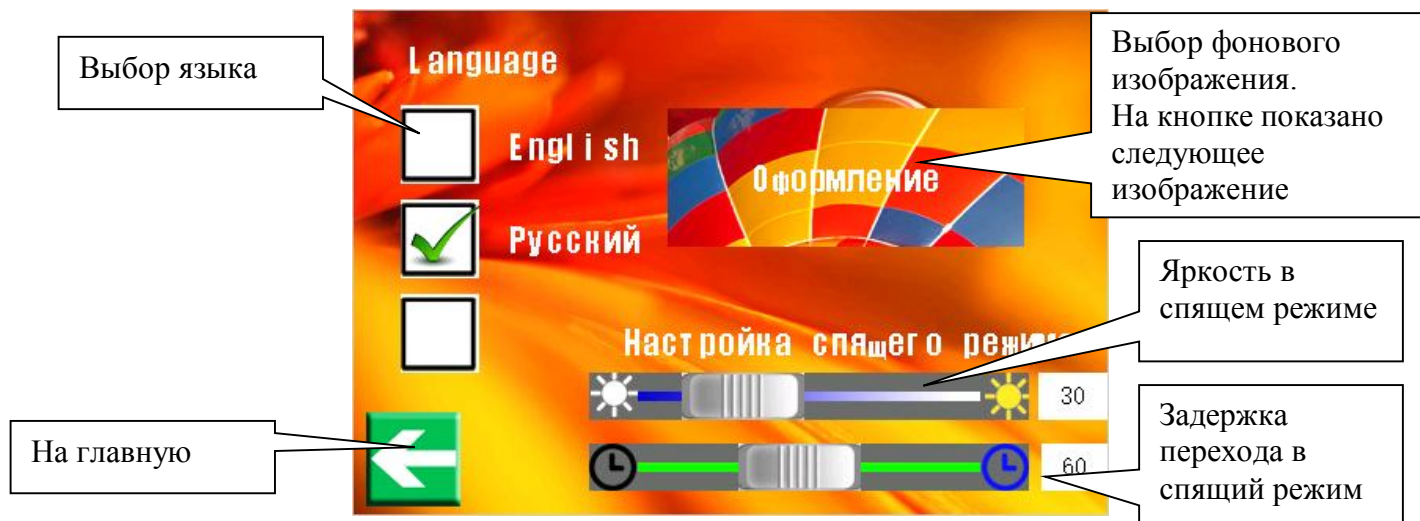 Выбор языка
Language
English
Русский
Оформление
Выбор фонового
изображения.
На кнопке показано
следующее
изображение
Яркость в
спящем режиме
Настройка спящего режима
30
На главную
60
Задержка
перехода в
спящий режим